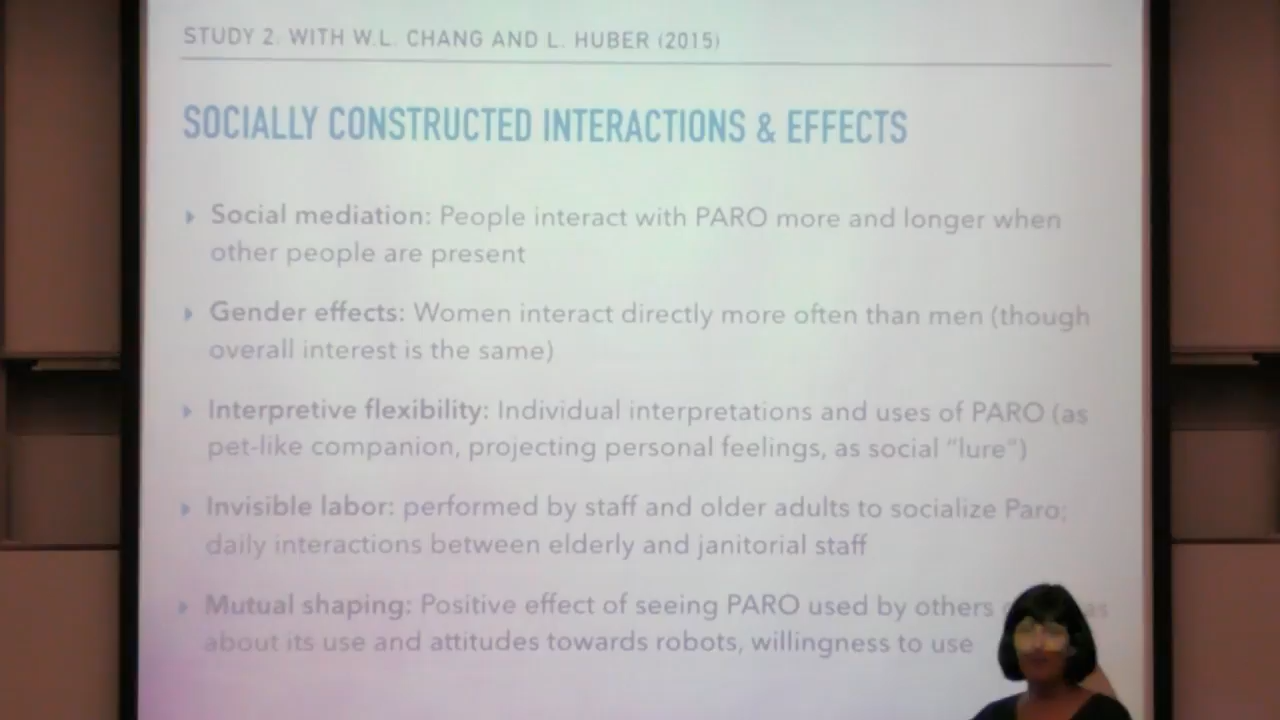 STUDY 2. WITH W.L. CHANG AND L. HUBER (2015)
SOCIALLY CONSTRUCTED INTERACTIONS & EFFECTS
Social mediation: People interact with PARO more and longer when
other people are present
Gender effects: Women interact directly more often than men (though
overall interest is the same)
Interpretive flexibility: Individual interpretations and uses of PARO (as
pet-like companion, projecting personal feelings, as social "lure")
Invisible labor: performed by staff and older adults to socialize Paro;
daily interactions between elderly and janitorial staff
Mutual shaping: Positive effect of seeing PARO used by others
about its use and attitudes towards robots, willingness to use